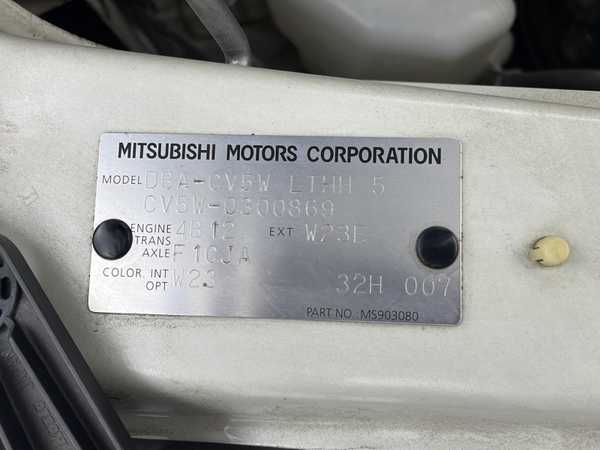 MITSUBISHI MOTORS CORPORATION
MODEL DBA-CV5W LTHH 5
CV5W-0300869
ENGINE 4B12 EXT W23E
TRANS AXLE F1CJA
COLOR. INT OPT W23 32H 007
PART NO. MS903080